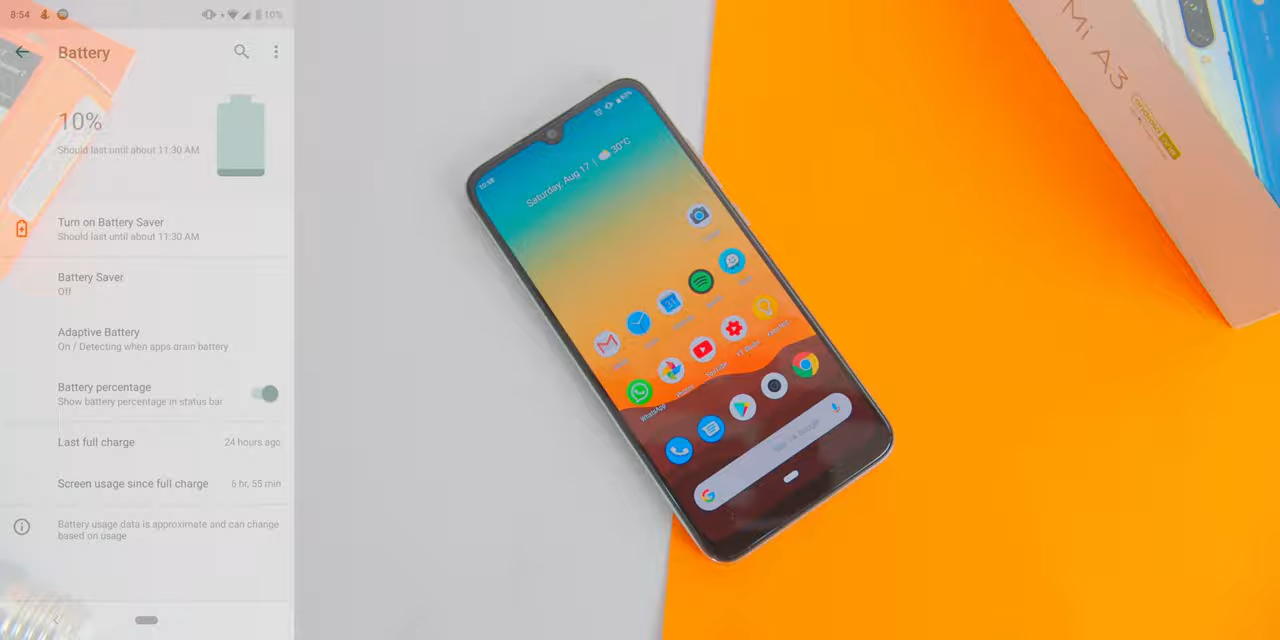 8:54
10%
Battery
10%
Should last until about 11:30 AM
Turn on Battery Saver
Should last until about 11:30 AM
Battery Saver
Off
Adaptive Battery
On / Detecting when apps drain battery
Battery percentage
Show battery percentage in status bar
Last full charge
24 hours ago
Screen usage since full charge
6 hr, 55 min
Battery usage data is approximate and can change
based on usage
Saturday, Aug 17 | 30°C
31
WhatsApp
Photos
YouTube
G
Mi A3
androidone